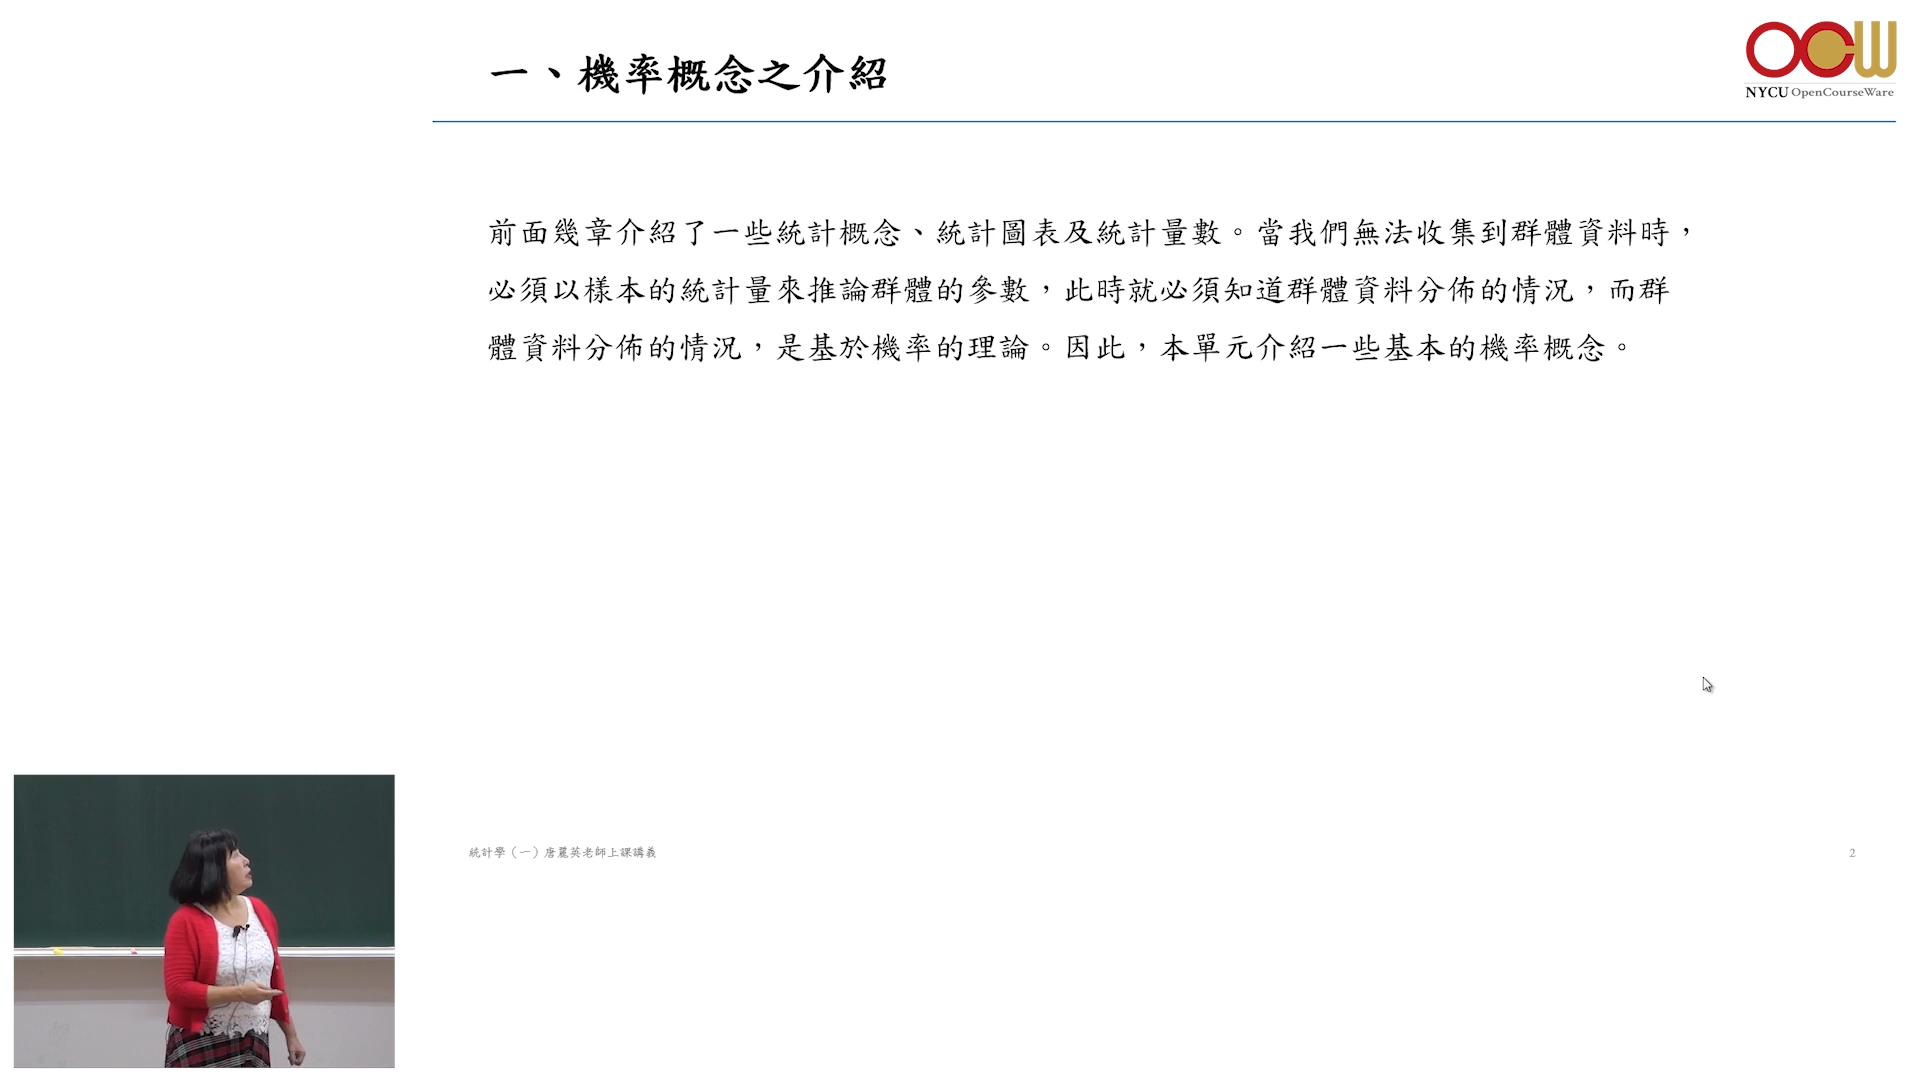 一、機率概念之介紹
OCW
NYCU OpenCourseWare
前面幾章介紹了一些統計概念、統計圖表及統計量數。當我們無法收集到群體資料時，
必須以樣本的統計量來推論群體的參數，此時就必須知道群體資料分佈的情況，而群
體資料分佈的情況，是基於機率的理論。因此，本單元介紹一些基本的機率概念。
統計學（一）唐麗英老師上課講義
2